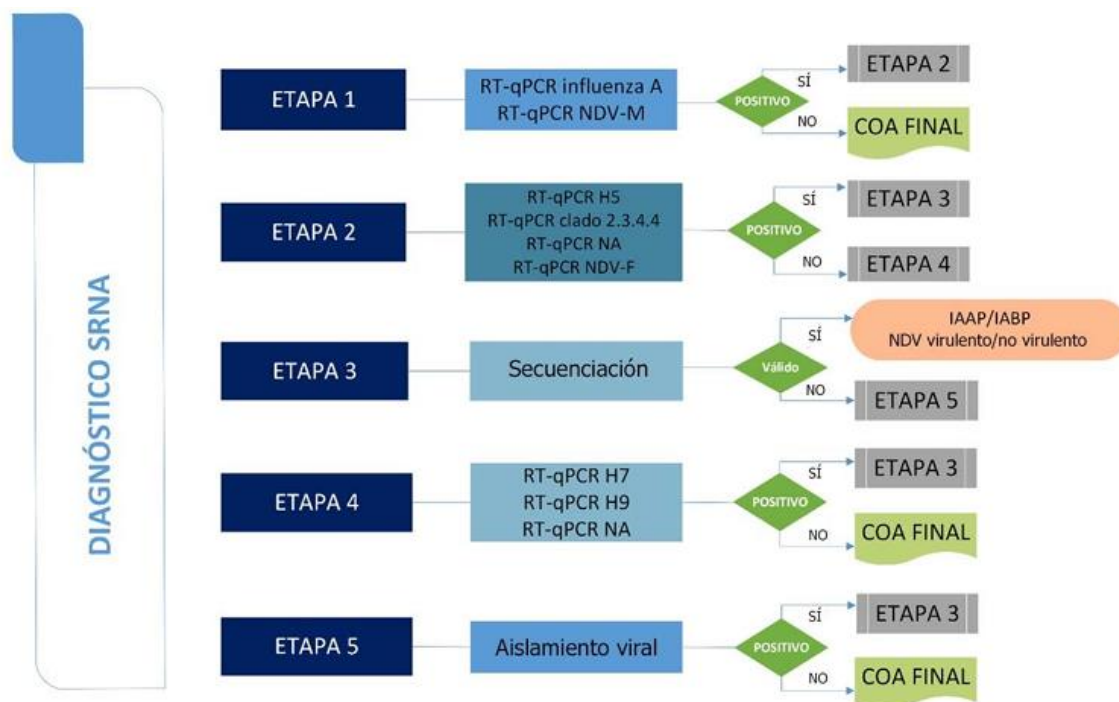 DIAGNÓSTICO SRNA
ETAPA 1
RT-qPCR influenza A
RT-qPCR NDV-M
POSITIVO
SÍ
ETAPA 2
NO
COA FINAL
ETAPA 2
RT-qPCR H5
RT-qPCR clado 2.3.4.4
RT-qPCR NA
RT-qPCR NDV-F
POSITIVO
SÍ
ETAPA 3
NO
ETAPA 4
ETAPA 3
Secuenciación
Válido
SÍ
IAAP/IABP
NDV virulento/no virulento
NO
ETAPA 5
ETAPA 4
RT-qPCR H7
RT-qPCR H9
RT-qPCR NA
POSITIVO
SÍ
ETAPA 3
NO
COA FINAL
ETAPA 5
Aislamiento viral
POSITIVO
SÍ
ETAPA 3
NO
COA FINAL